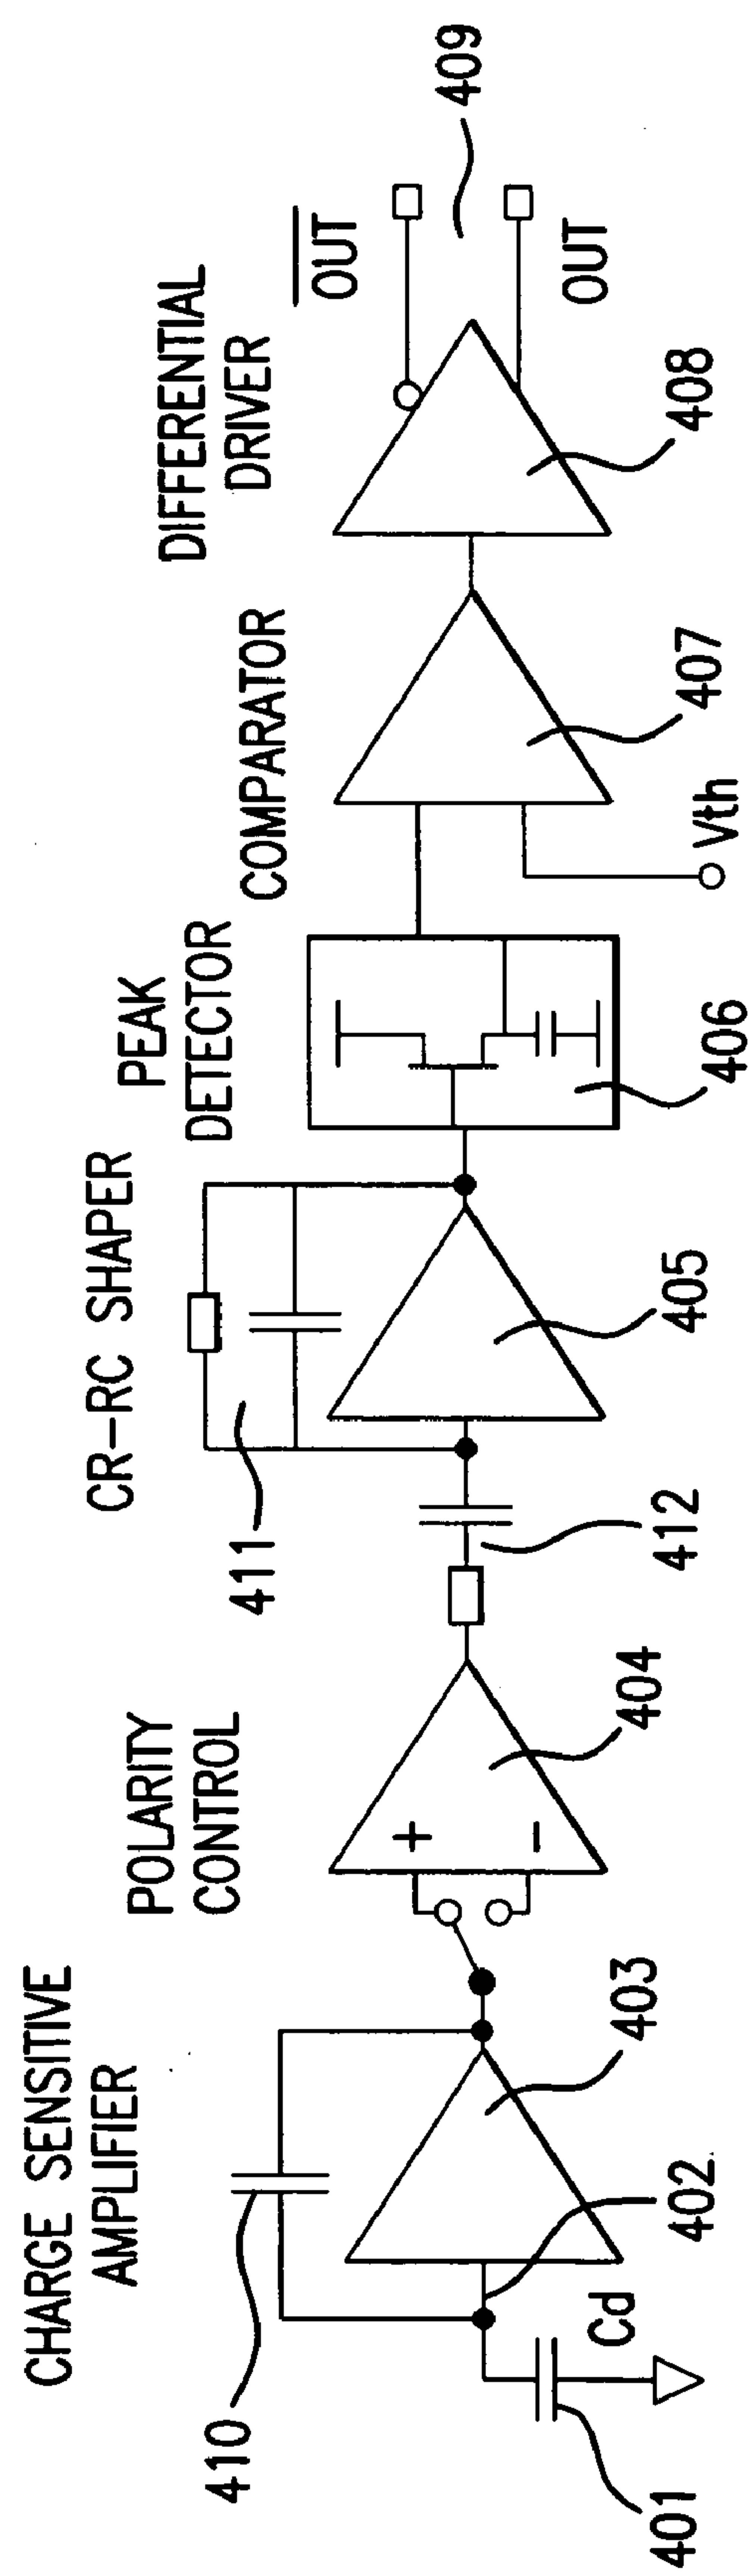 CHARGE SENSITIVE
AMPLIFIER
POLARITY
CONTROL
CR-RC SHAPER
PEAK
DETECTOR
COMPARATOR
DIFFERENTIAL
DRIVER
410
411
OUT
409
+
-
Cd
Vth
OUT
401
402
403
404
412
405
406
407
408